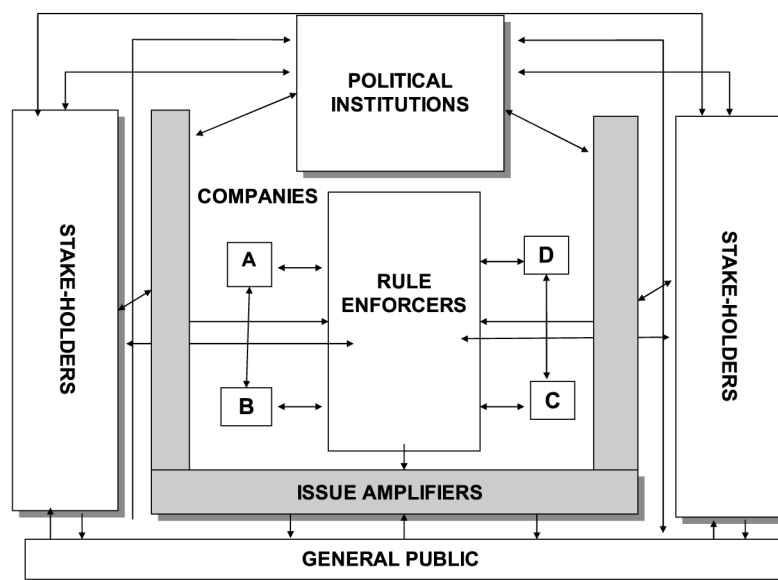 POLITICAL
INSTITUTIONS
COMPANIES
STAKE-HOLDERS
A
B
RULE
ENFORCERS
D
C
STAKE-HOLDERS
ISSUE AMPLIFIERS
GENERAL PUBLIC